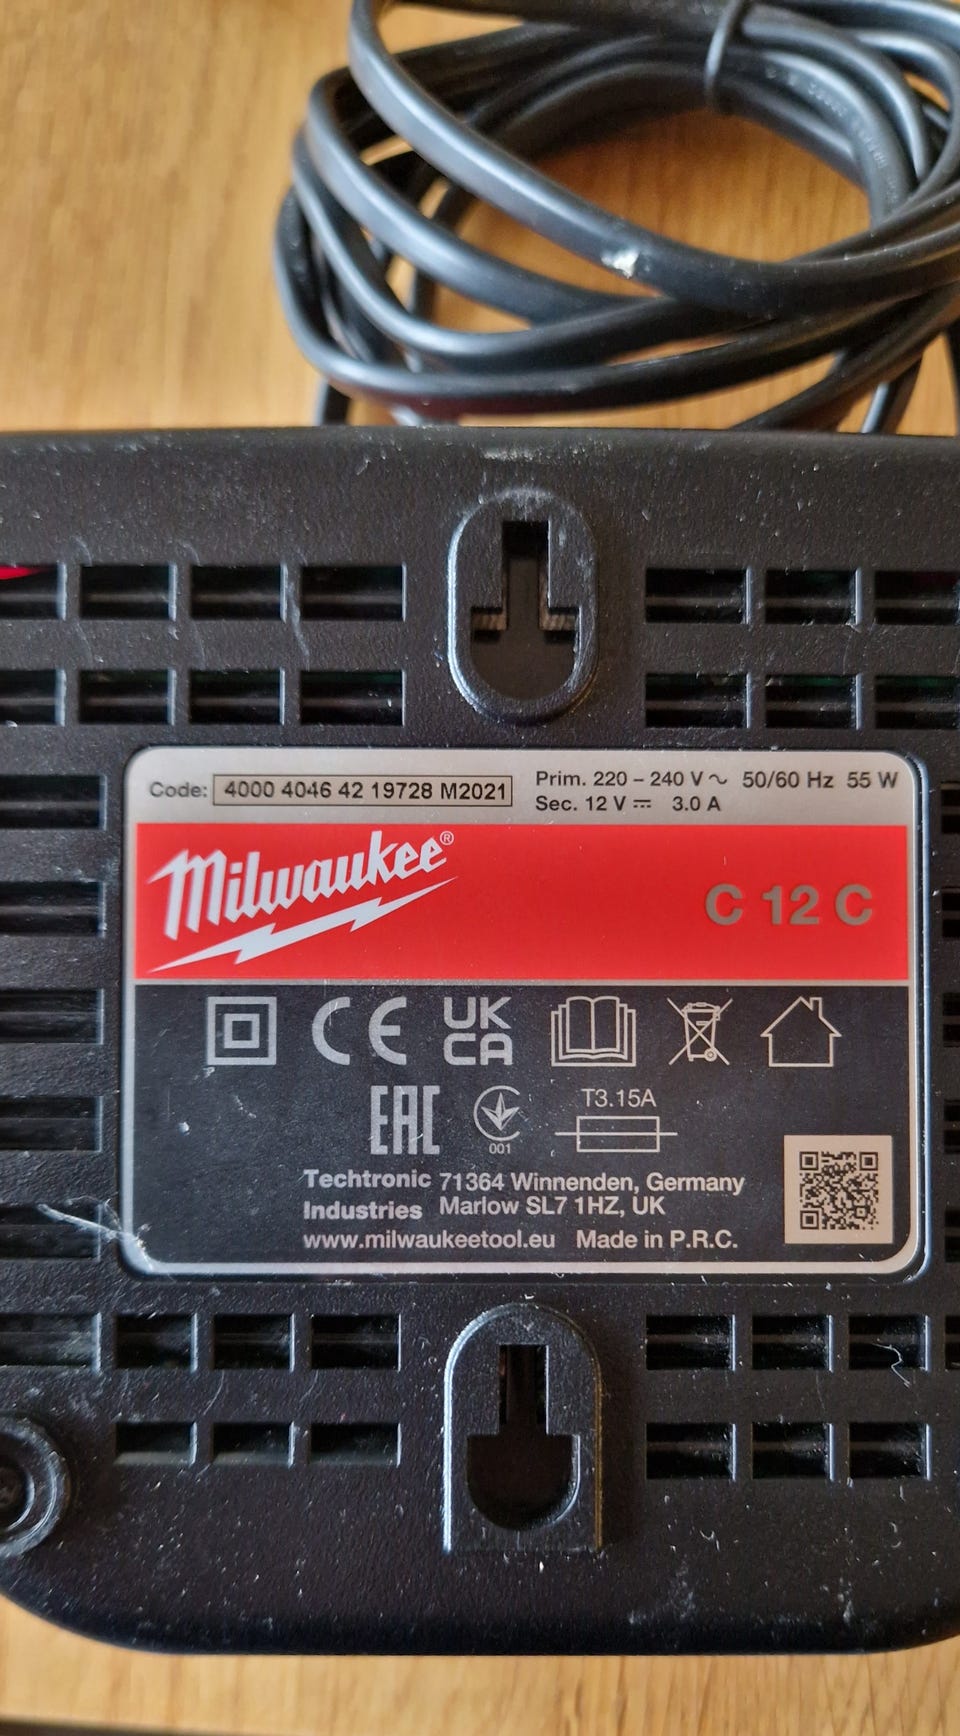 Code: 4000 4046 42 19728 M2021
Prim. 220 – 240 V ~ 50/60 Hz 55 W
Sec. 12 V ⎓ 3.0 A
Milwaukee®
C 12 C
CE
UK
CA
EAC
001
T3.15A
Techtronic 71364 Winnenden, Germany
Industries Marlow SL7 1HZ, UK
www.milwaukeetool.eu Made in P.R.C.